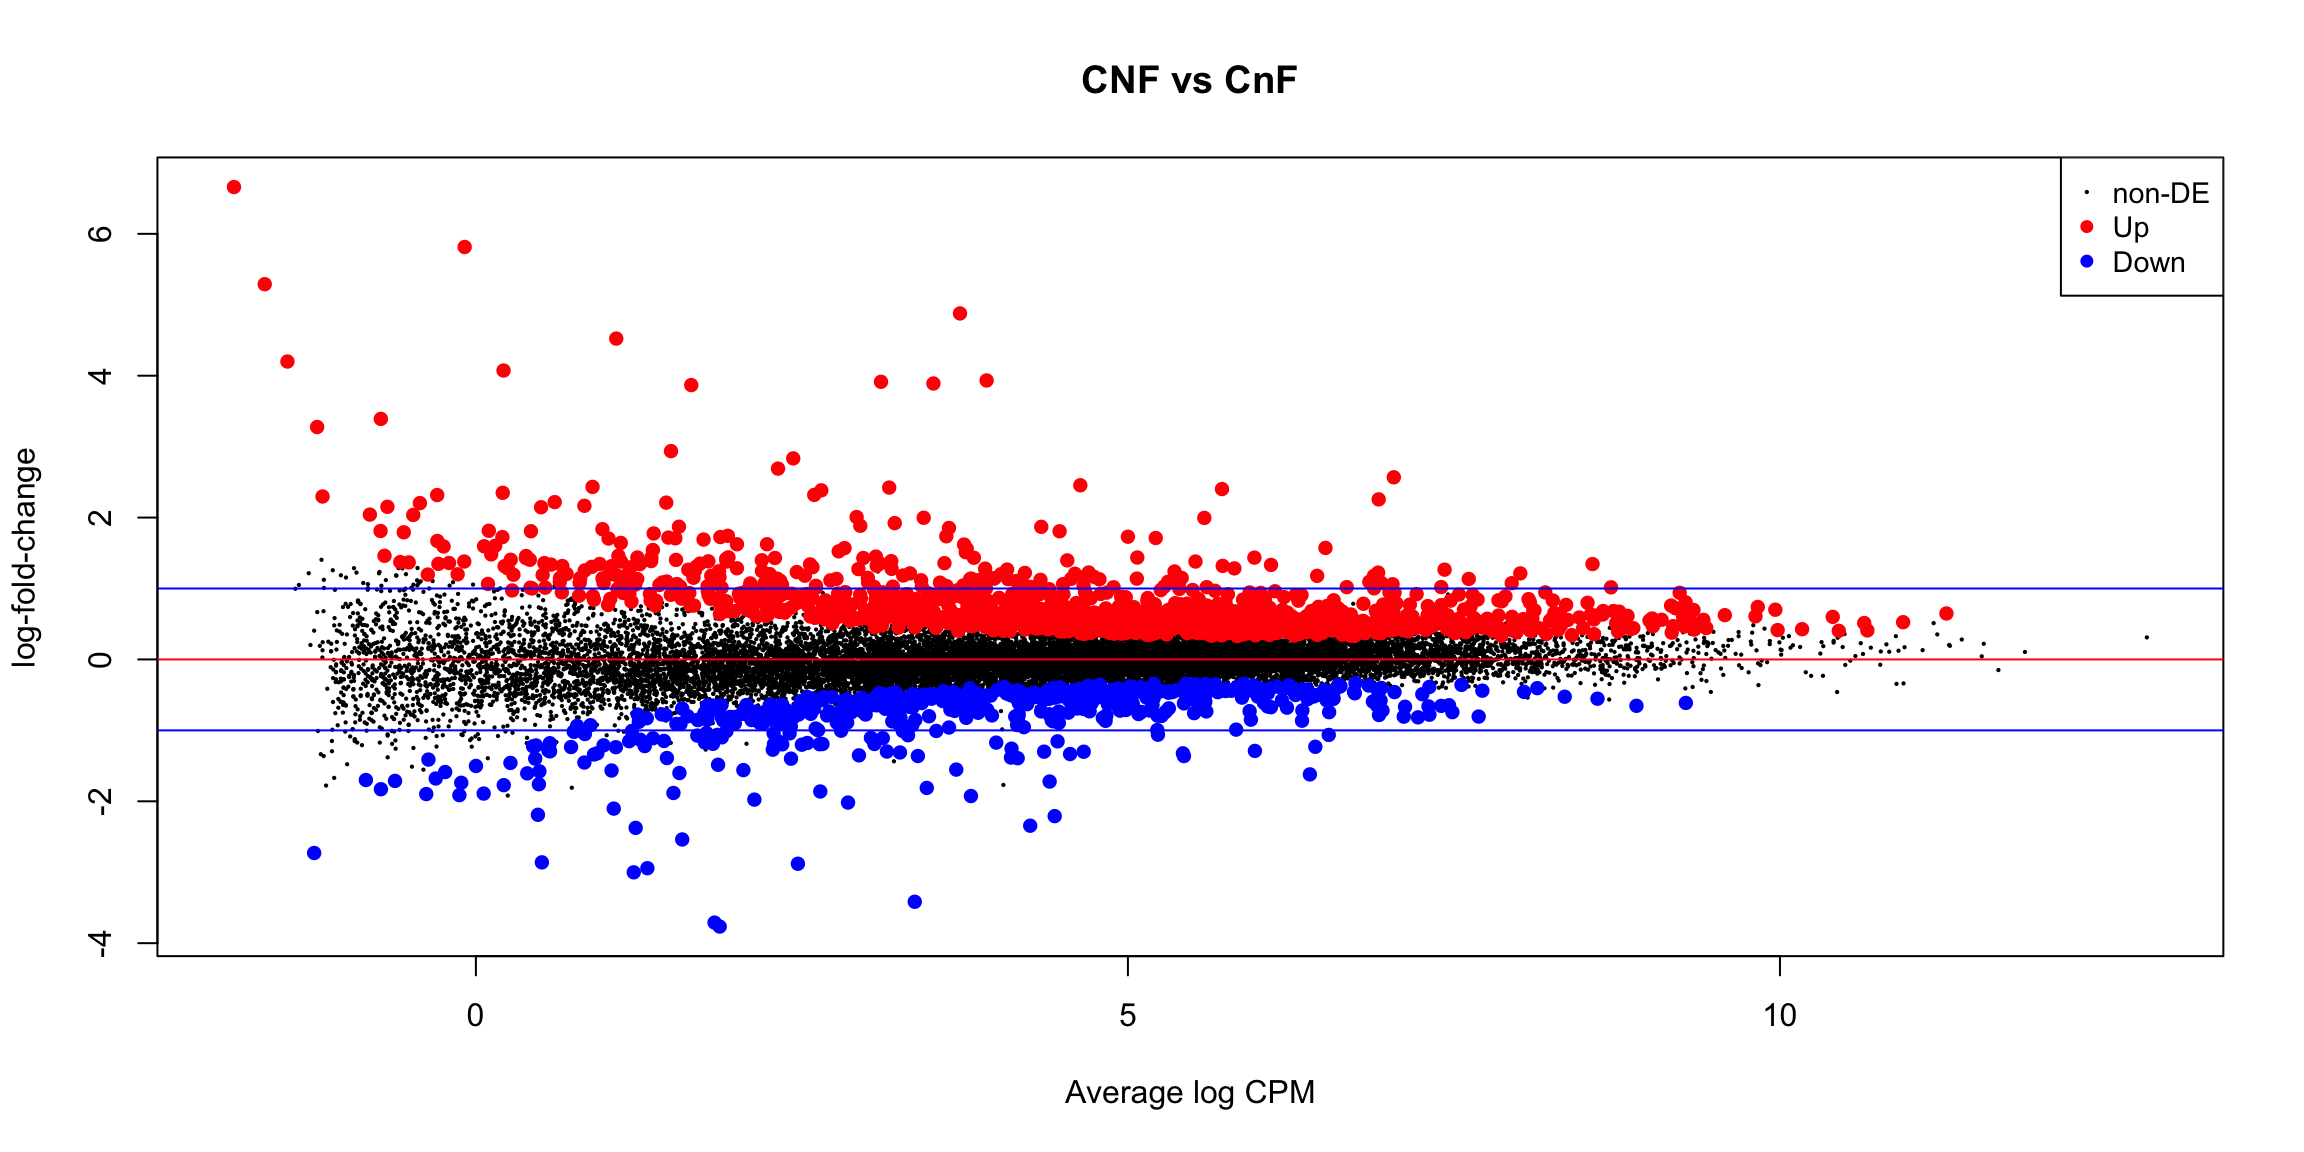 CNF vs CnF
non-DE
Up
Down
log-fold-change
6
4
2
0
-2
-4
0 5 10
Average log CPM